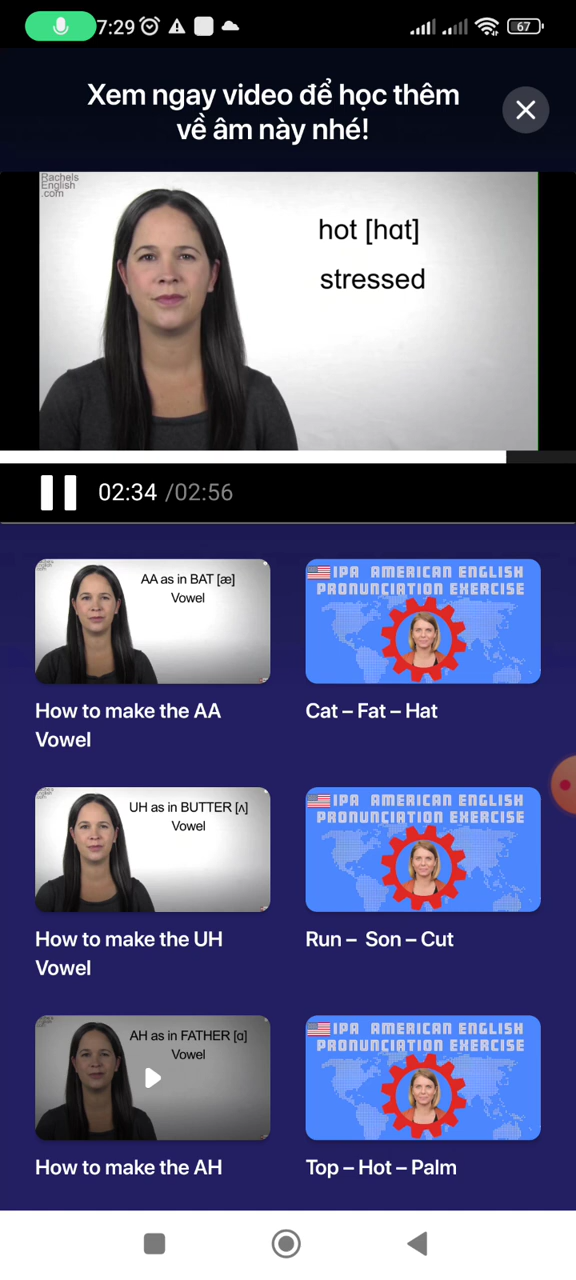 7:29
67
Xem ngay video để học thêm
về âm này nhé!
Rachels
English
.com
hot [hɑt]
stressed
02:34 /02:56
AA as in BAT [æ]
Vowel
IPA AMERICAN ENGLISH
PRONUNCIATION EXERCISE
How to make the AA
Vowel
Cat – Fat – Hat
UH as in BUTTER [ʌ]
Vowel
IPA AMERICAN ENGLISH
PRONUNCIATION EXERCISE
How to make the UH
Vowel
Run – Son – Cut
AH as in FATHER [ɑ]
Vowel
IPA AMERICAN ENGLISH
PRONUNCIATION EXERCISE
How to make the AH
Top – Hot – Palm